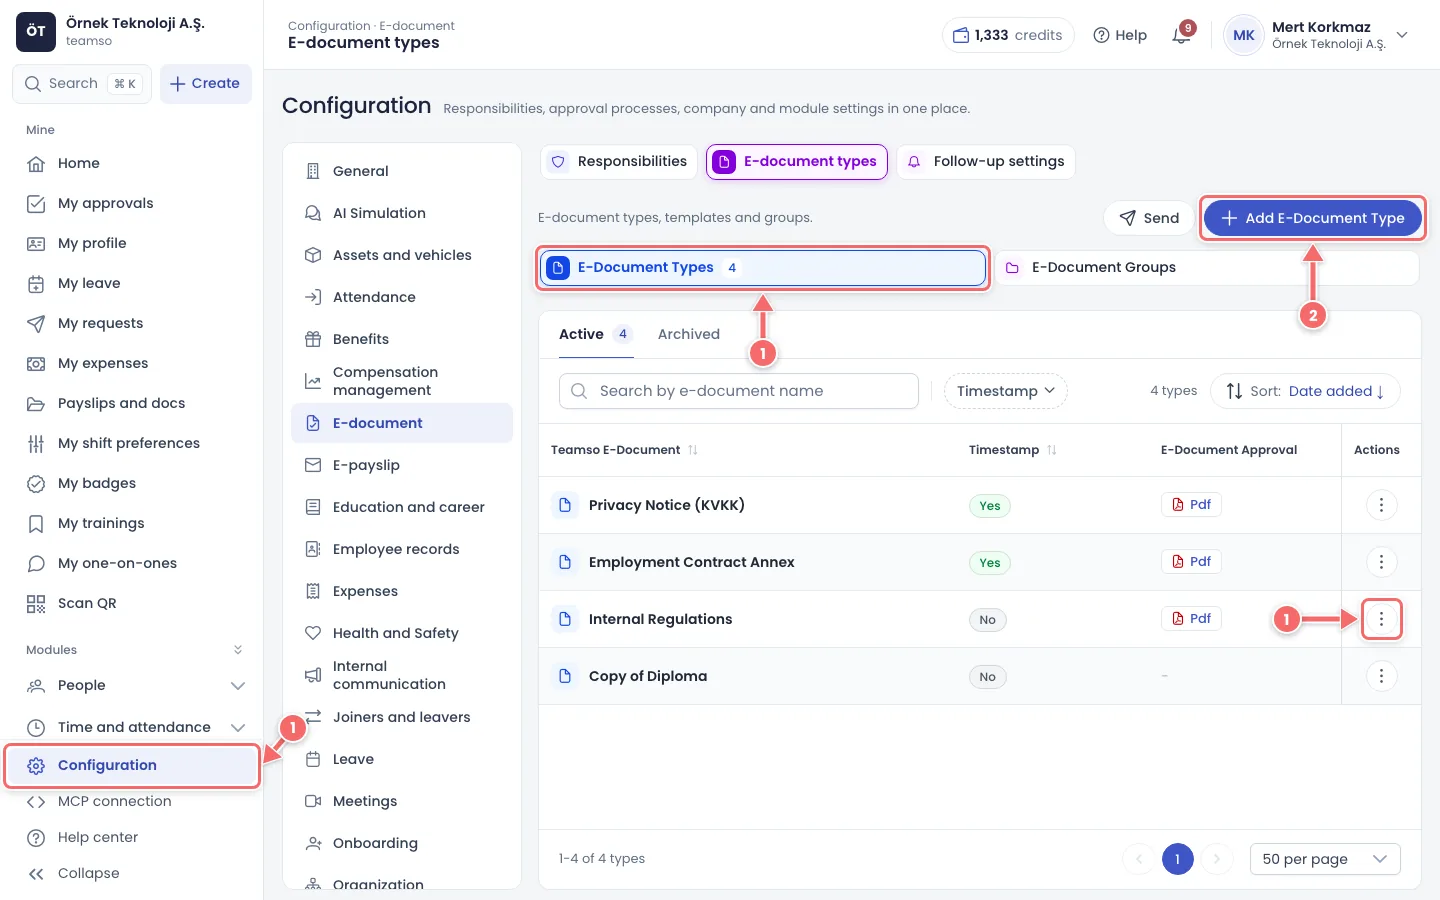 ÖT
Örnek Teknoloji A.Ş.
teamso
Search
⌘ K
Create
Mine
Home
My approvals
My profile
My leave
My requests
My expenses
Payslips and docs
My shift preferences
My badges
My trainings
My one-on-ones
Scan QR
Modules
People
Time and attendance
1
Configuration
MCP connection
Help center
Collapse
Configuration · E-document
E-document types
1,333 credits
Help
9
MK
Mert Korkmaz
Örnek Teknoloji A.Ş.
Configuration
Responsibilities, approval processes, company and module settings in one place.
General
AI Simulation
Assets and vehicles
Attendance
Benefits
Compensation
management
E-document
E-payslip
Education and career
Employee records
Expenses
Health and Safety
Internal
communication
Joiners and leavers
Leave
Meetings
Onboarding
Organization
Responsibilities
E-document types
Follow-up settings
E-document types, templates and groups.
Send
Add E-Document Type
2
E-Document Types 4
E-Document Groups
1
Active 4
Archived
Search by e-document name
Timestamp
4 types
Sort: Date added ↓
Teamso E-Document
Timestamp
E-Document Approval
Actions
Privacy Notice (KVKK)
Yes
Pdf
Employment Contract Annex
Yes
Pdf
Internal Regulations
No
Pdf
1
Copy of Diploma
No
-
1-4 of 4 types
1
50 per page